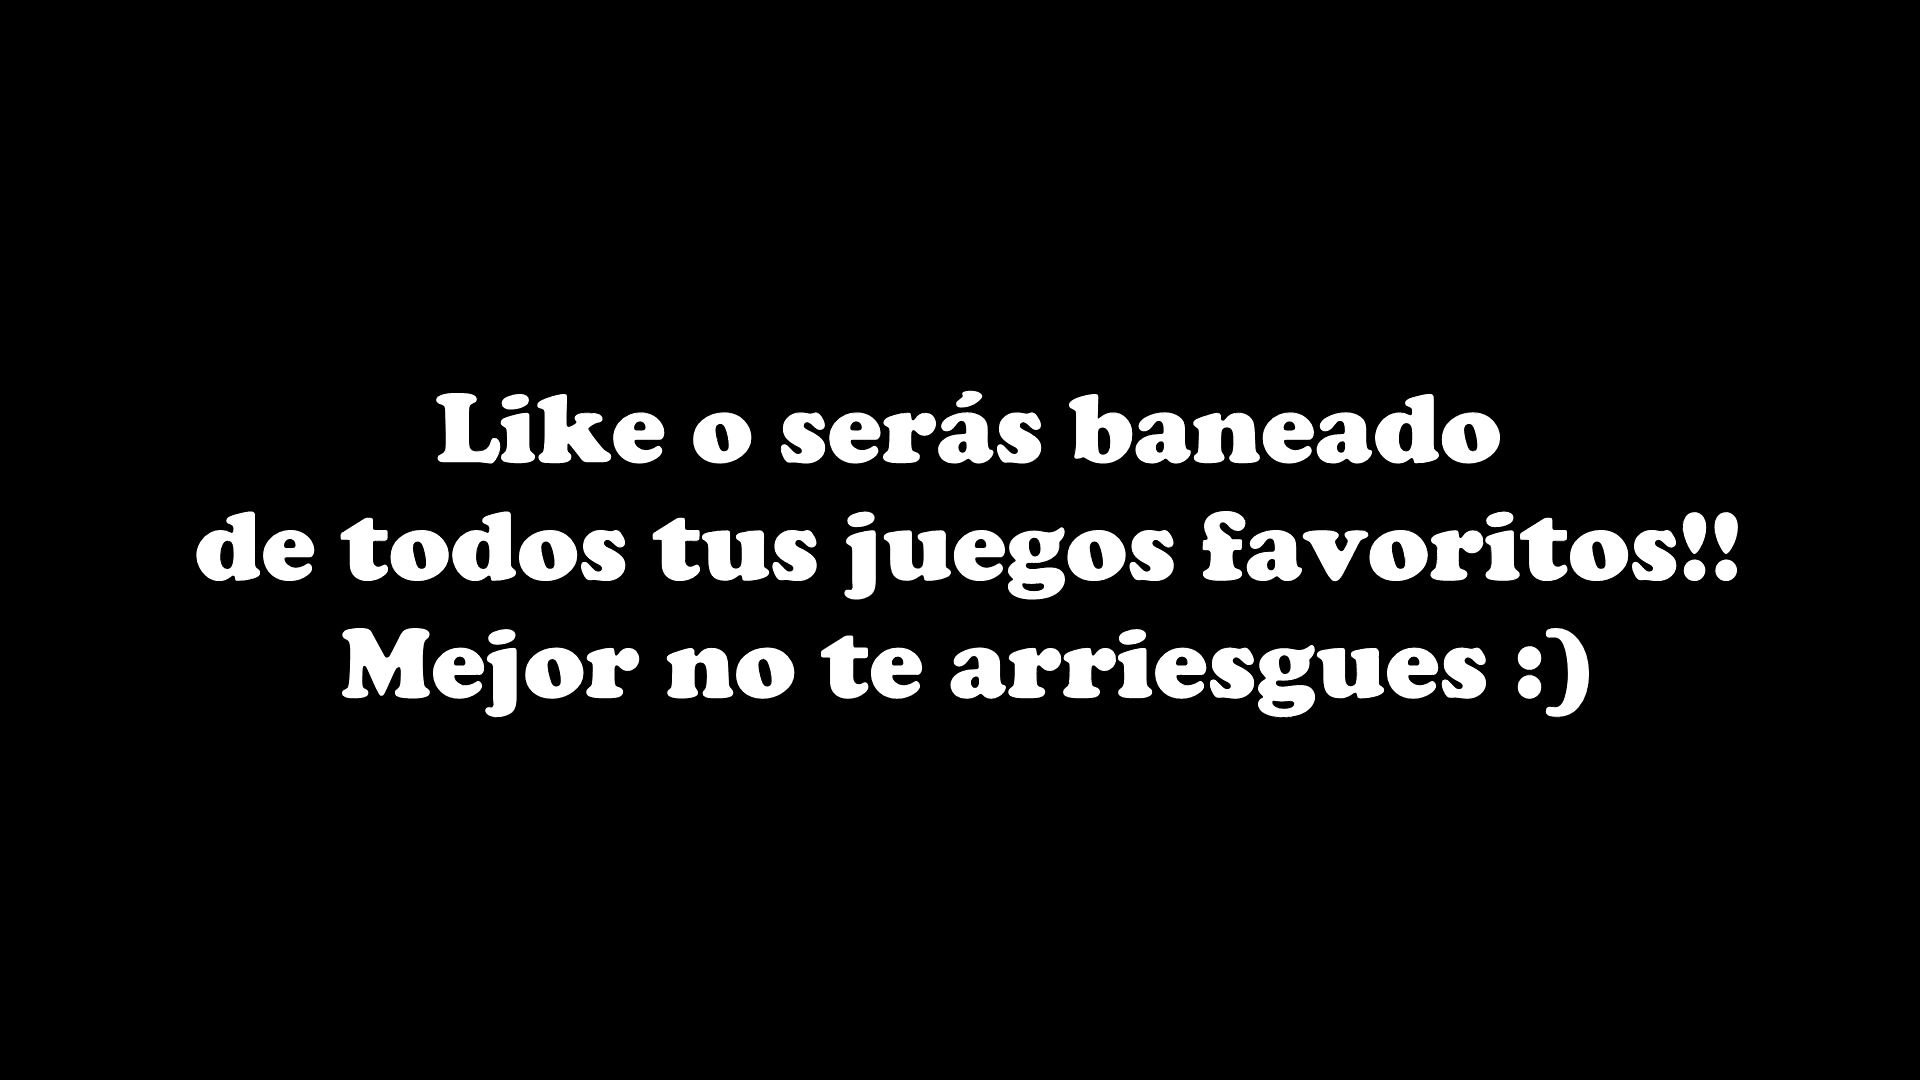 Like o serás baneado
de todos tus juegos favoritos!!
Mejor no te arriesgues :)